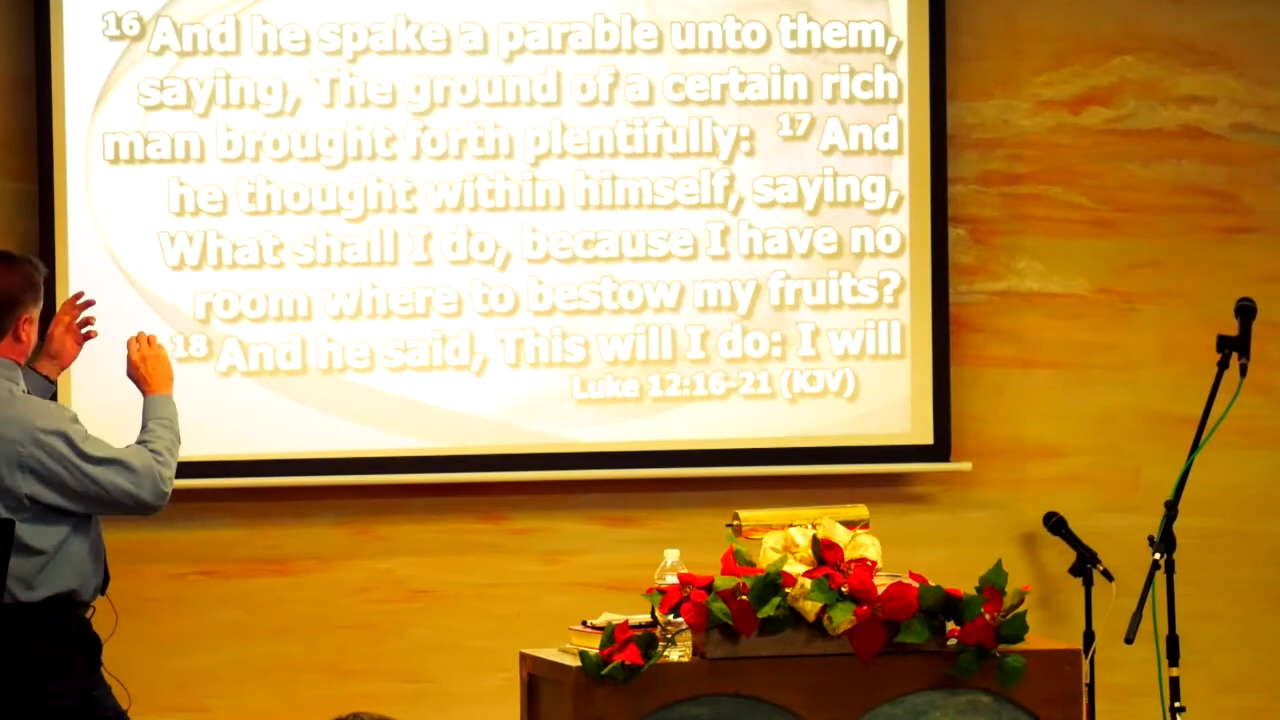 16 And he spake a parable unto them,
saying, The ground of a certain rich
man brought forth plentifully: 17 And
he thought within himself, saying,
What shall I do, because I have no
room where to bestow my fruits?
18 And he said, This will I do: I will
Luke 12:16-21 (KJV)